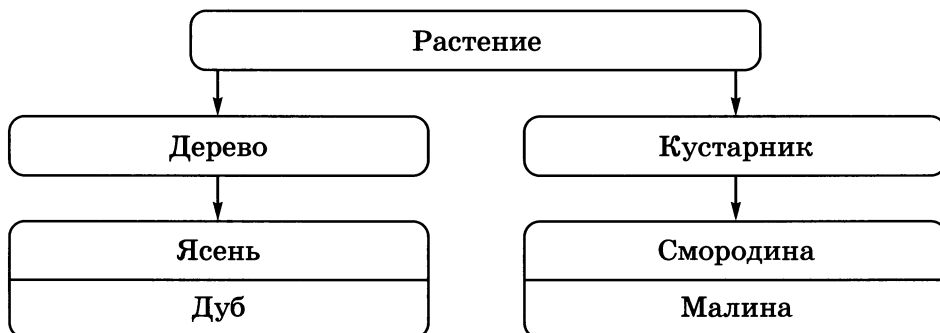 Растение
Дерево
Кустарник
Ясень
Смородина
Дуб
Малина